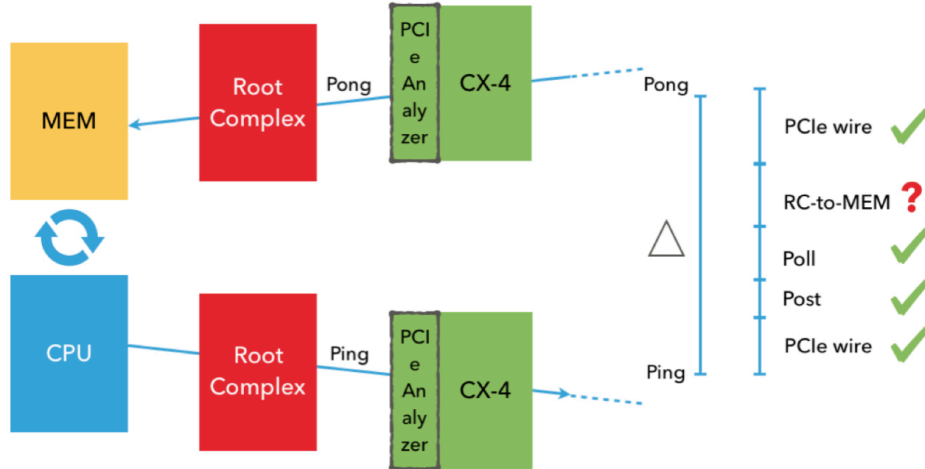 MEM
Root
Complex
Pong
PCI
e
An
aly
zer
CX-4
Pong
PCIe wire
RC-to-MEM ?
△
Poll
Post
PCIe wire
CPU
Root
Complex
Ping
PCI
e
An
aly
zer
CX-4
Ping